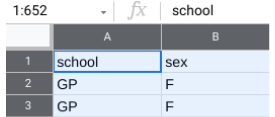 1:652 fx school
A B
1 school sex
2 GP F
3 GP F